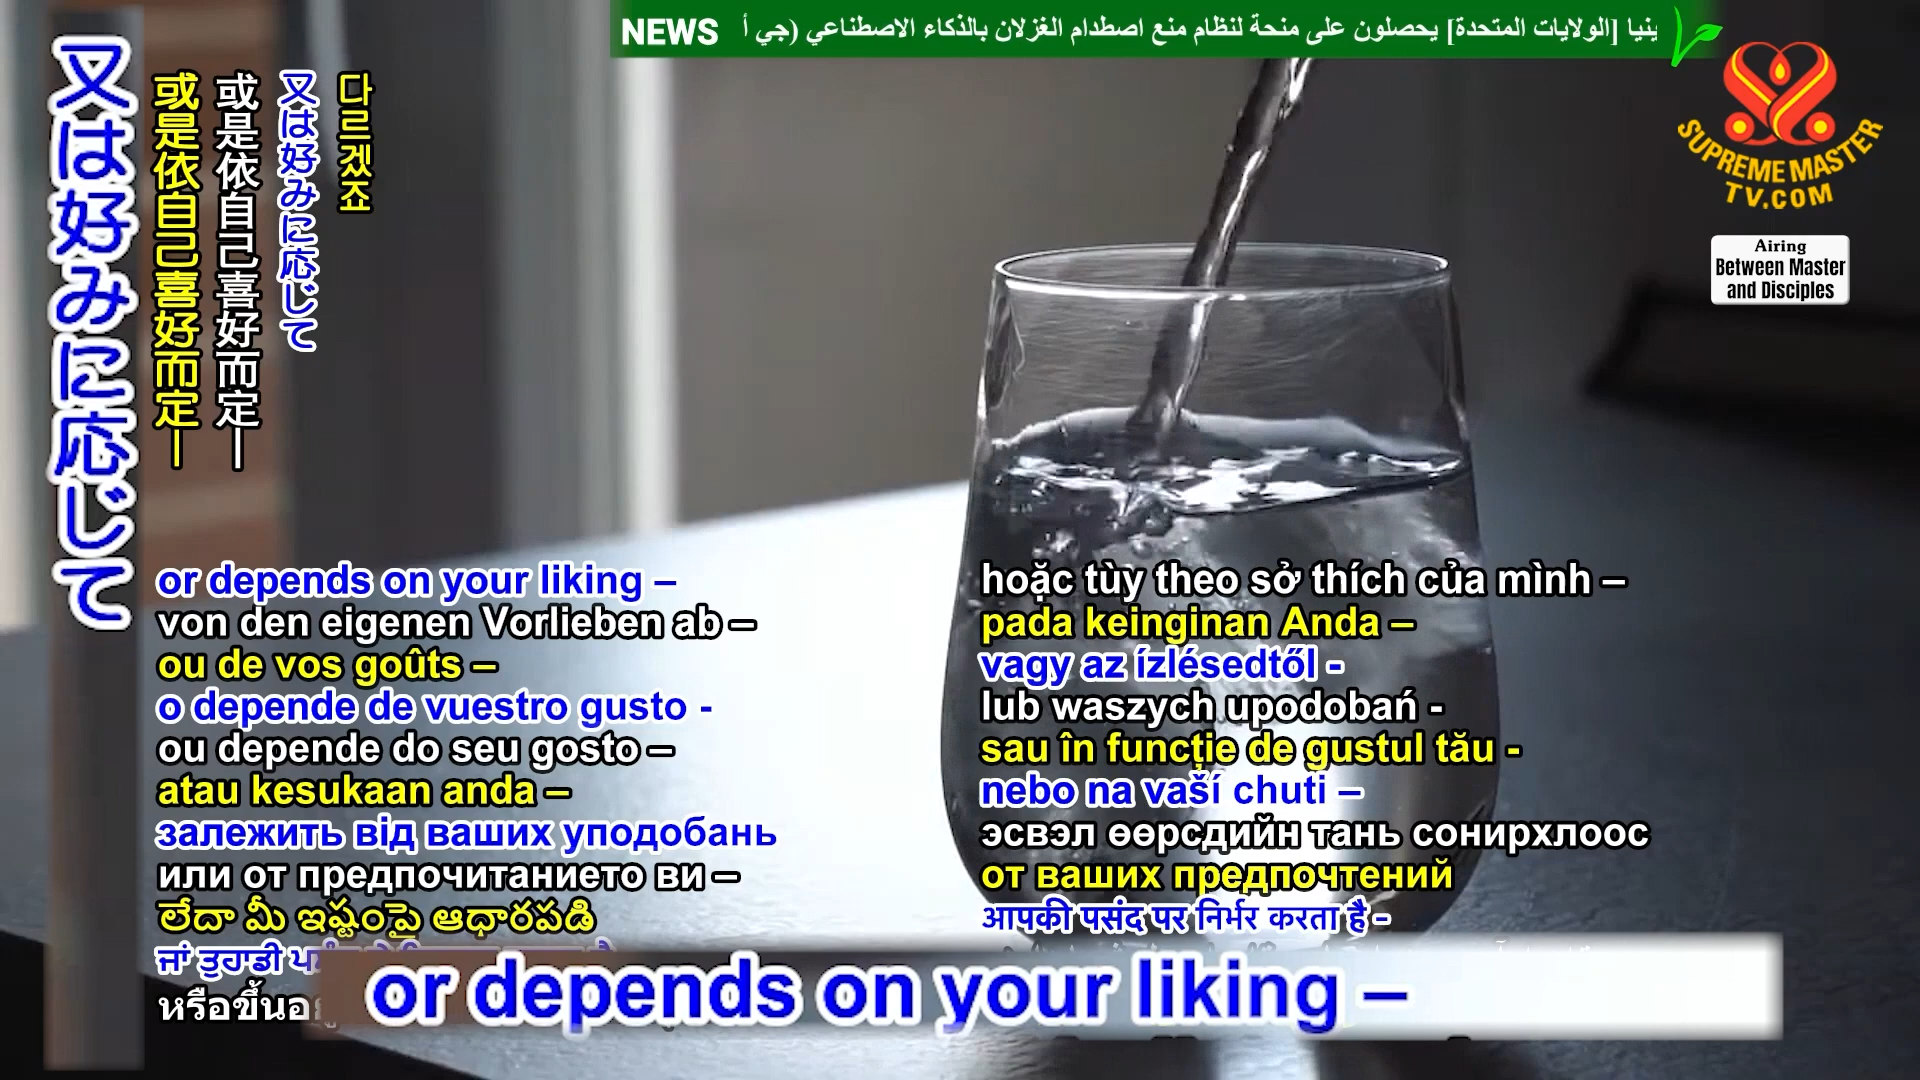 NEWS
ينيا [الولايات المتحدة] يحصلون على منحة لنظام منع اصطدام الغزلان بالذكاء الاصطناعي (جي أ
SUPREME MASTER
TV.COM
Airing
Between Master
and Disciples
다르겠죠
又は好みに応じて
或是依自己喜好而定—
或是依自己喜好而定—
又は好みに応じて
or depends on your liking –
von den eigenen Vorlieben ab –
ou de vos goûts –
o depende de vuestro gusto -
ou depende do seu gosto –
atau kesukaan anda –
залежить від ваших уподобань
или от предпочитанието ви –
లేదా మీ ఇష్టంపై ఆధారపడి
ਜਾਂ ਤੁਹਾਡੀ
หรือขึ้นอ
hoặc tùy theo sở thích của mình –
pada keinginan Anda –
vagy az ízlésedtől -
lub waszych upodobań -
sau în funcție de gustul tău -
nebo na vaší chuti –
эсвэл өөрсдийн тань сонирхлоос
от ваших предпочтений
आपकी पसंद पर निर्भर करता है -
or depends on your liking –